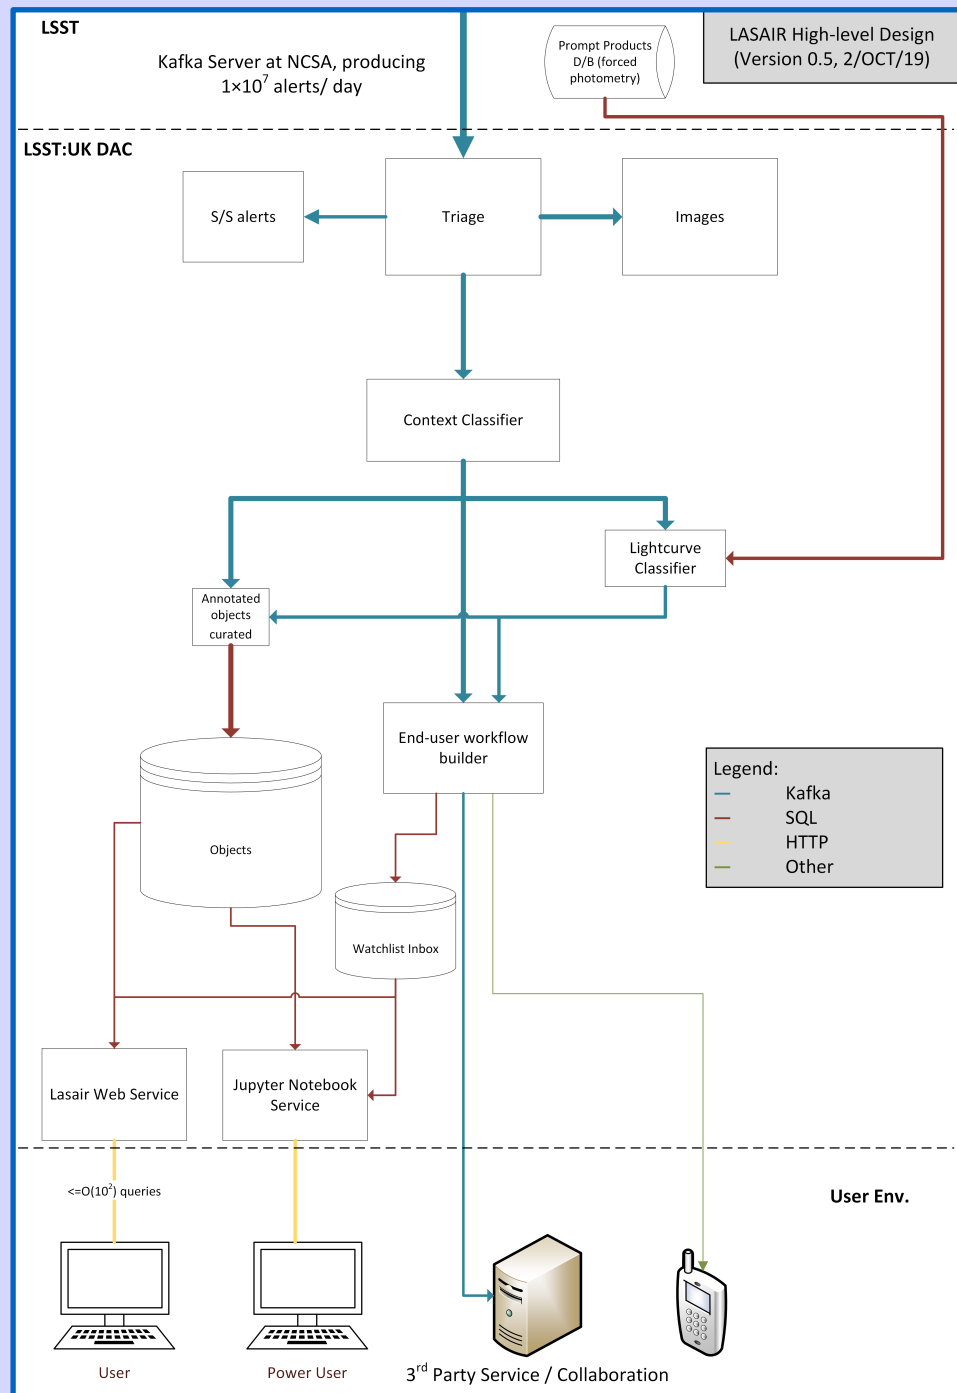 LSST
Kafka Server at NCSA, producing
1×10⁷ alerts/ day
Prompt Products
D/B (forced
photometry)
LASAIR High-level Design
(Version 0.5, 2/OCT/19)
LSST:UK DAC
S/S alerts
Triage
Images
Context Classifier
Lightcurve
Classifier
Annotated
objects
curated
End-user workflow
builder
Legend:
Kafka
SQL
HTTP
Other
Objects
Watchlist Inbox
Lasair Web Service
Jupyter Notebook
Service
<=O(10²) queries
User Env.
User
Power User
3rd Party Service / Collaboration